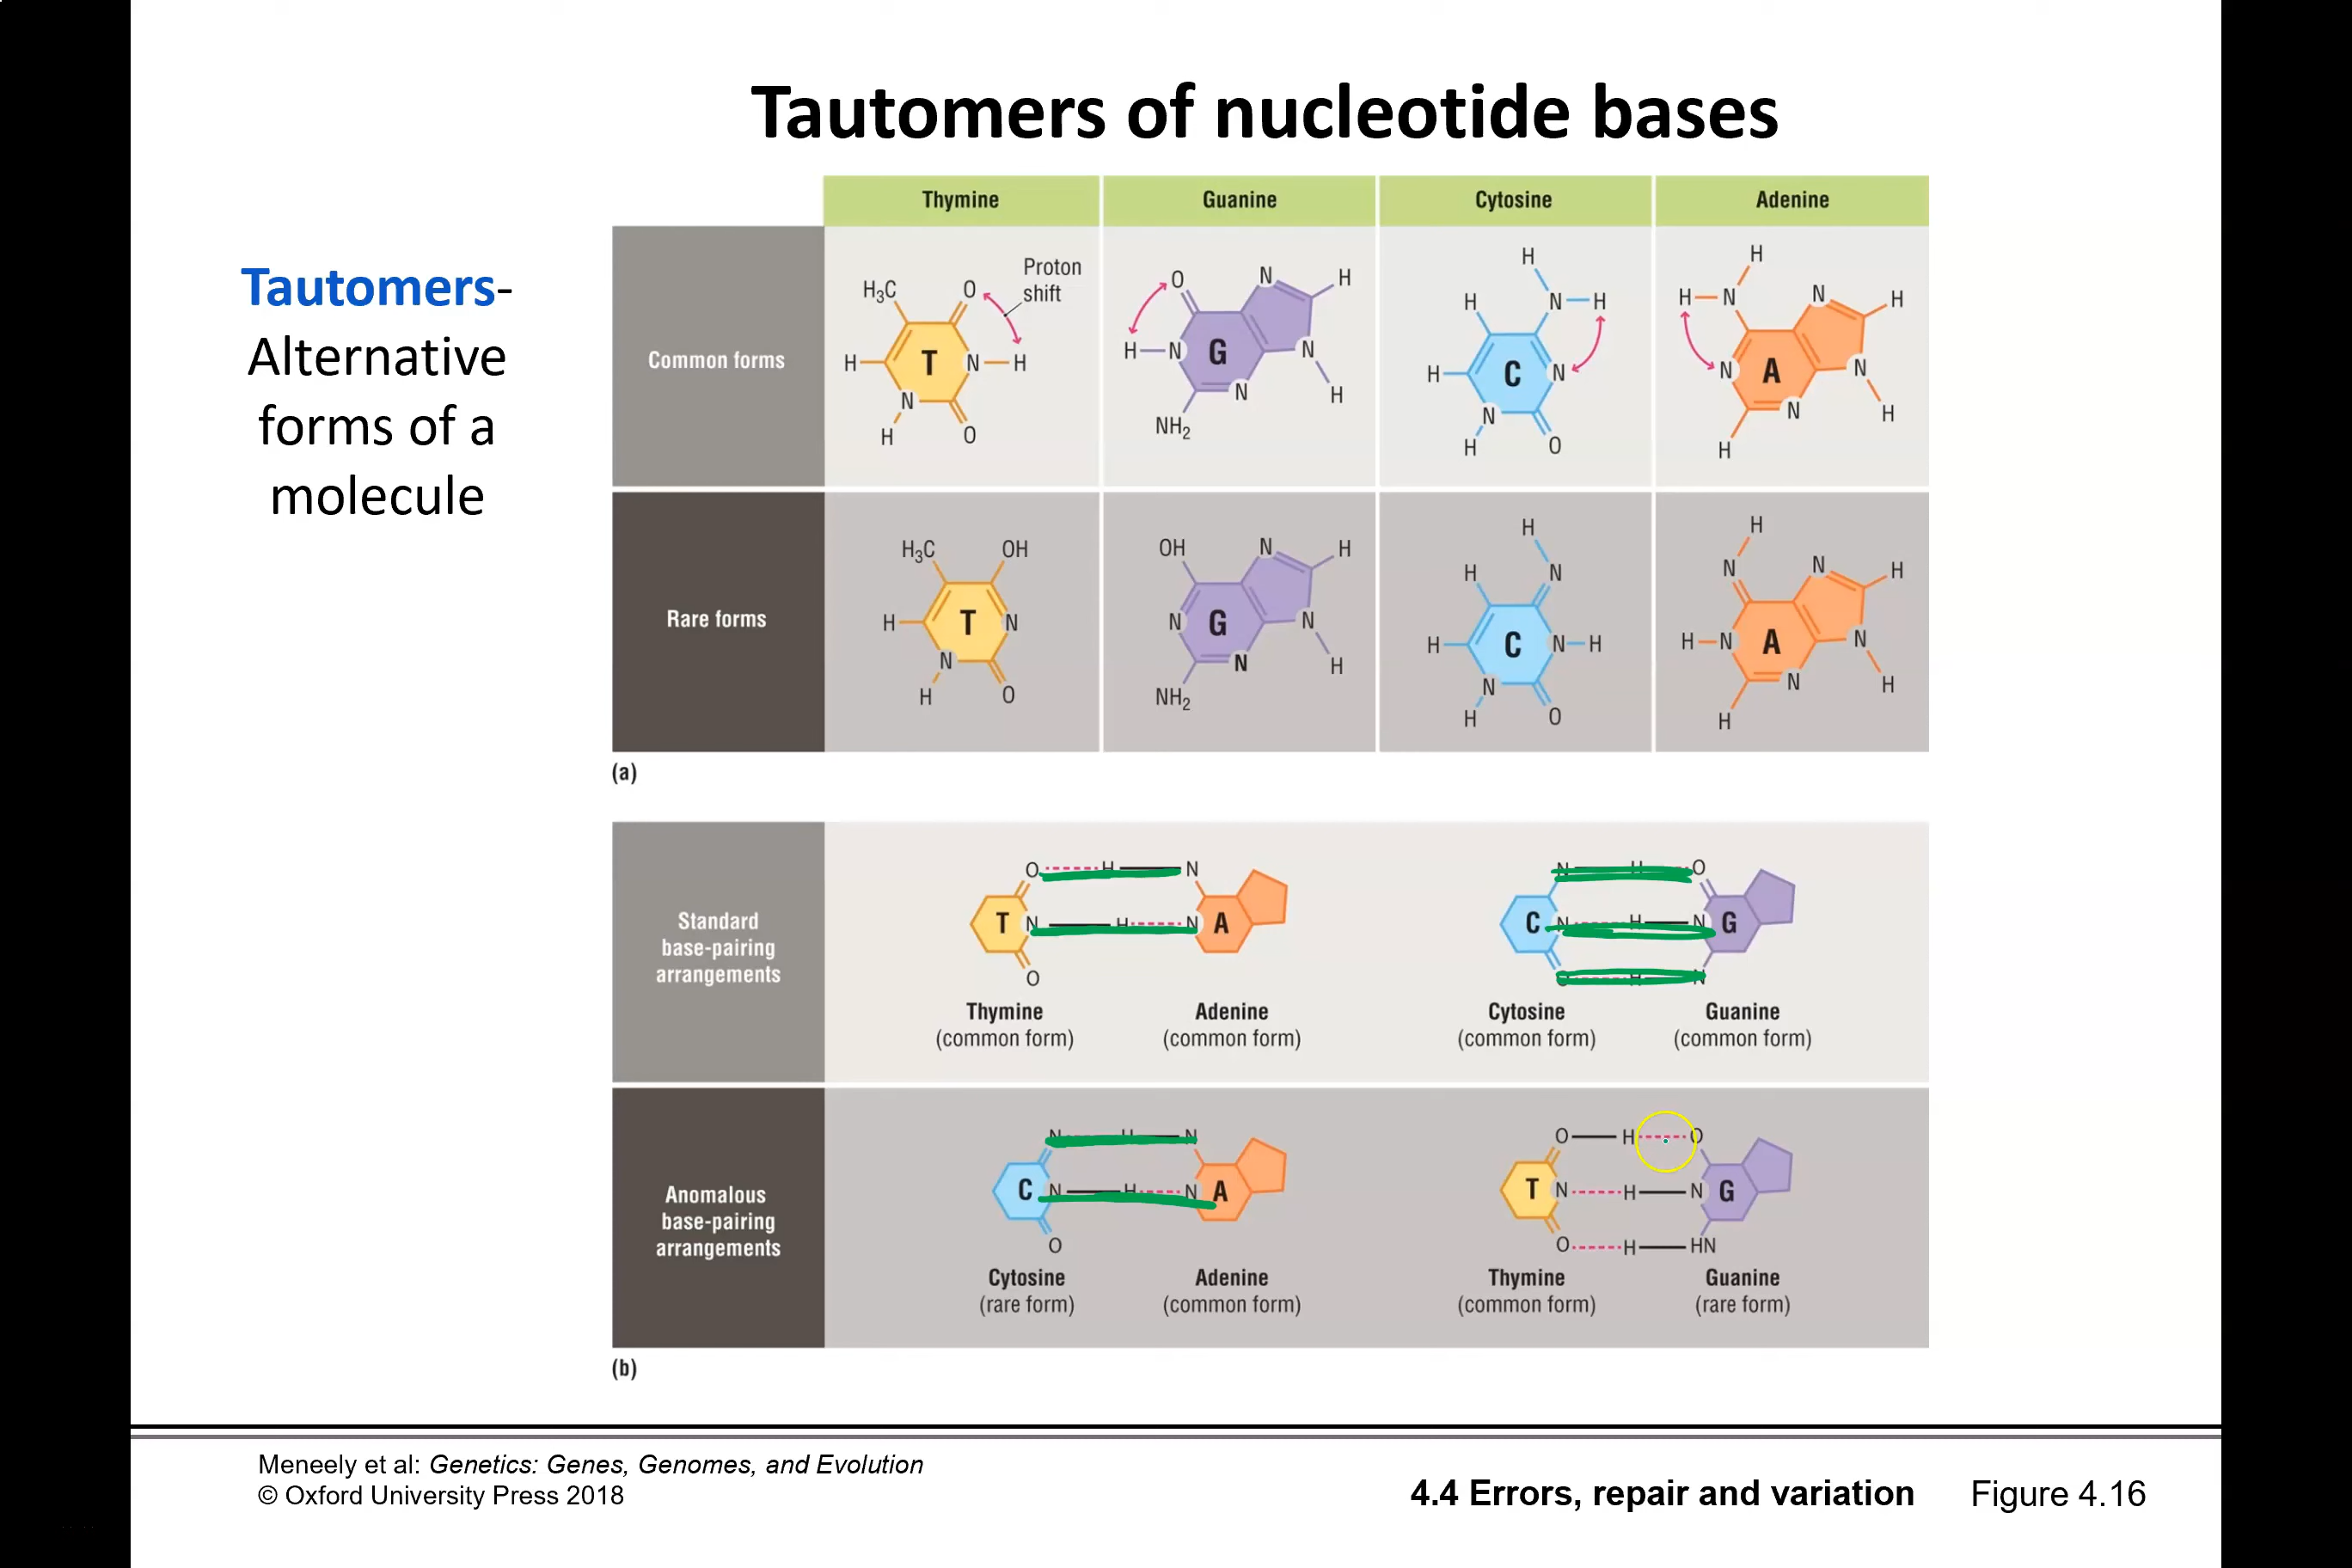 Tautomers of nucleotide bases
Tautomers-
Alternative
forms of a
molecule
Thymine
Guanine
Cytosine
Adenine
Common forms
H₃C
O
Proton
shift
H
T
N
H
N
H
O
O
N
H
H
N
G
N
N
H
NH₂
H
N
H
H
H
C
N
N
H
O
H
H
N
N
H
N
A
N
N
H
H
Rare forms
H₃C
OH
H
T
N
N
H
O
OH
N
H
N
G
N
N
H
NH₂
H
H
N
H
C
N
H
N
H
O
H
N
N
H
H
N
A
N
N
H
H
(a)
Standard
base-pairing
arrangements
O
H
N
T
N
H
N
A
O
Thymine
(common form)
Adenine
(common form)
N
H
O
C
N
H
N
G
O
H
N
Cytosine
(common form)
Guanine
(common form)
Anomalous
base-pairing
arrangements
N
H
N
C
N
H
N
A
O
Cytosine
(rare form)
Adenine
(common form)
O
H
O
T
N
H
N
G
O
H
HN
Thymine
(common form)
Guanine
(rare form)
(b)
Meneely et al: Genetics: Genes, Genomes, and Evolution
© Oxford University Press 2018
4.4 Errors, repair and variation
Figure 4.16